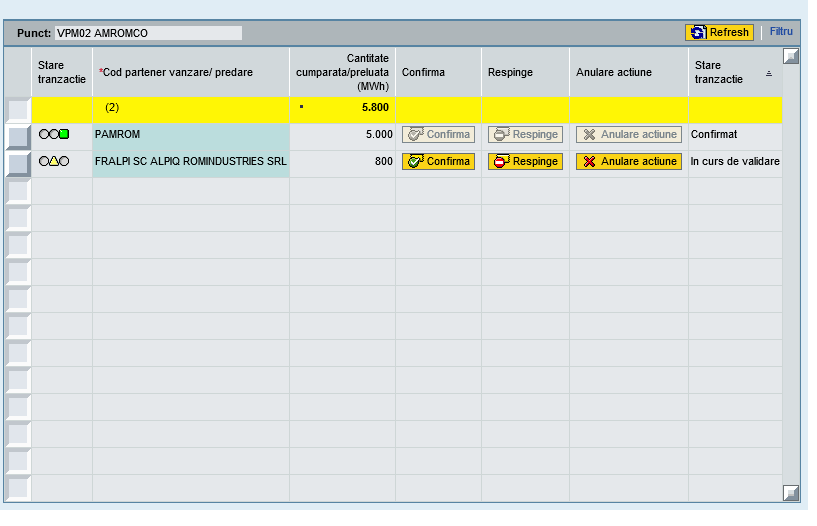 Punct: VPM02 AMROMCO Refresh Filtru
Stare tranzactie *Cod partener vanzare/ predare Cantitate cumparata/preluata (MWh) Confirma Respinge Anulare actiune Stare tranzactie
(2) 5.800
PAMROM 5.000 Confirma Respinge Anulare actiune Confirmat
FRALPI SC ALPIQ ROMINDUSTRIES SRL 800 Confirma Respinge Anulare actiune In curs de validare